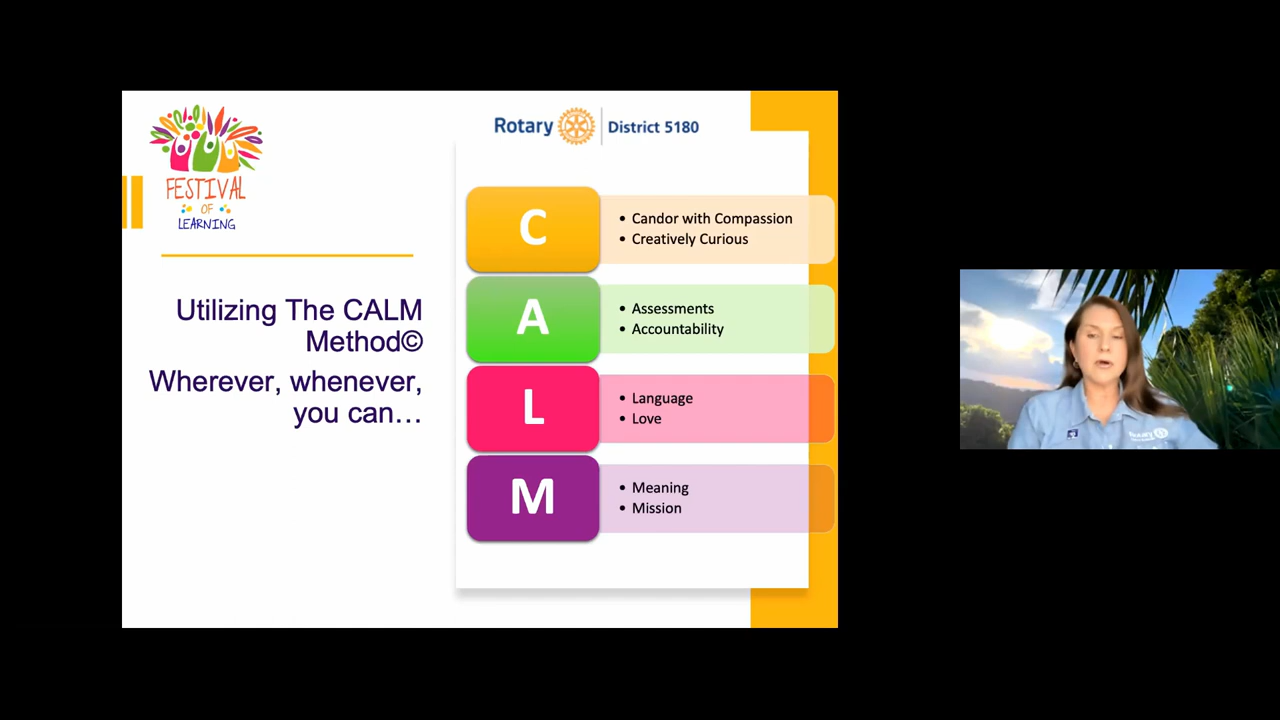 FESTIVAL
OF
LEARNING
Rotary
District 5180
Utilizing The CALM
Method©
Wherever, whenever,
you can…
C
• Candor with Compassion
• Creatively Curious
A
• Assessments
• Accountability
L
• Language
• Love
M
• Meaning
• Mission
Rotary